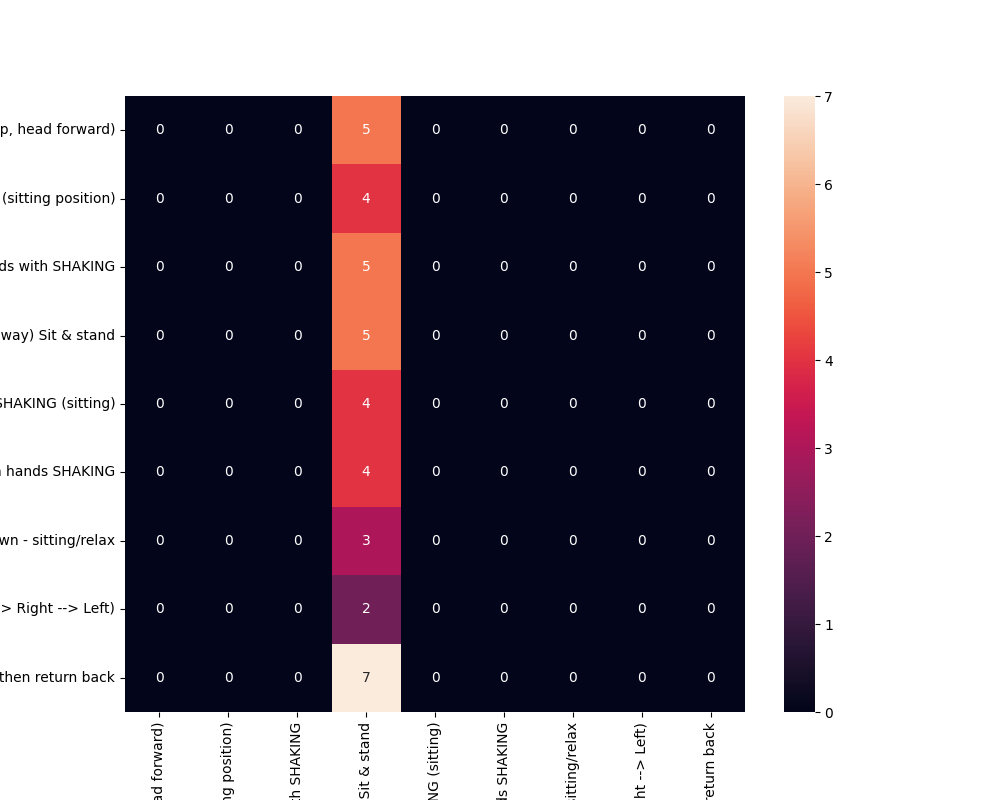 p, head forward) 0 0 0 5 0 0 0 0 0
(sitting position) 0 0 0 4 0 0 0 0 0
ds with SHAKING 0 0 0 5 0 0 0 0 0
way) Sit & stand 0 0 0 5 0 0 0 0 0
SHAKING (sitting) 0 0 0 4 0 0 0 0 0
hands SHAKING 0 0 0 4 0 0 0 0 0
wn - sitting/relax 0 0 0 3 0 0 0 0 0
> Right --> Left) 0 0 0 2 0 0 0 0 0
then return back 0 0 0 7 0 0 0 0 0
ad forward)
ng position)
th SHAKING
Sit & stand
NG (sitting)
ds SHAKING
sitting/relax
ht --> Left)
return back
7
6
5
4
3
2
1
0